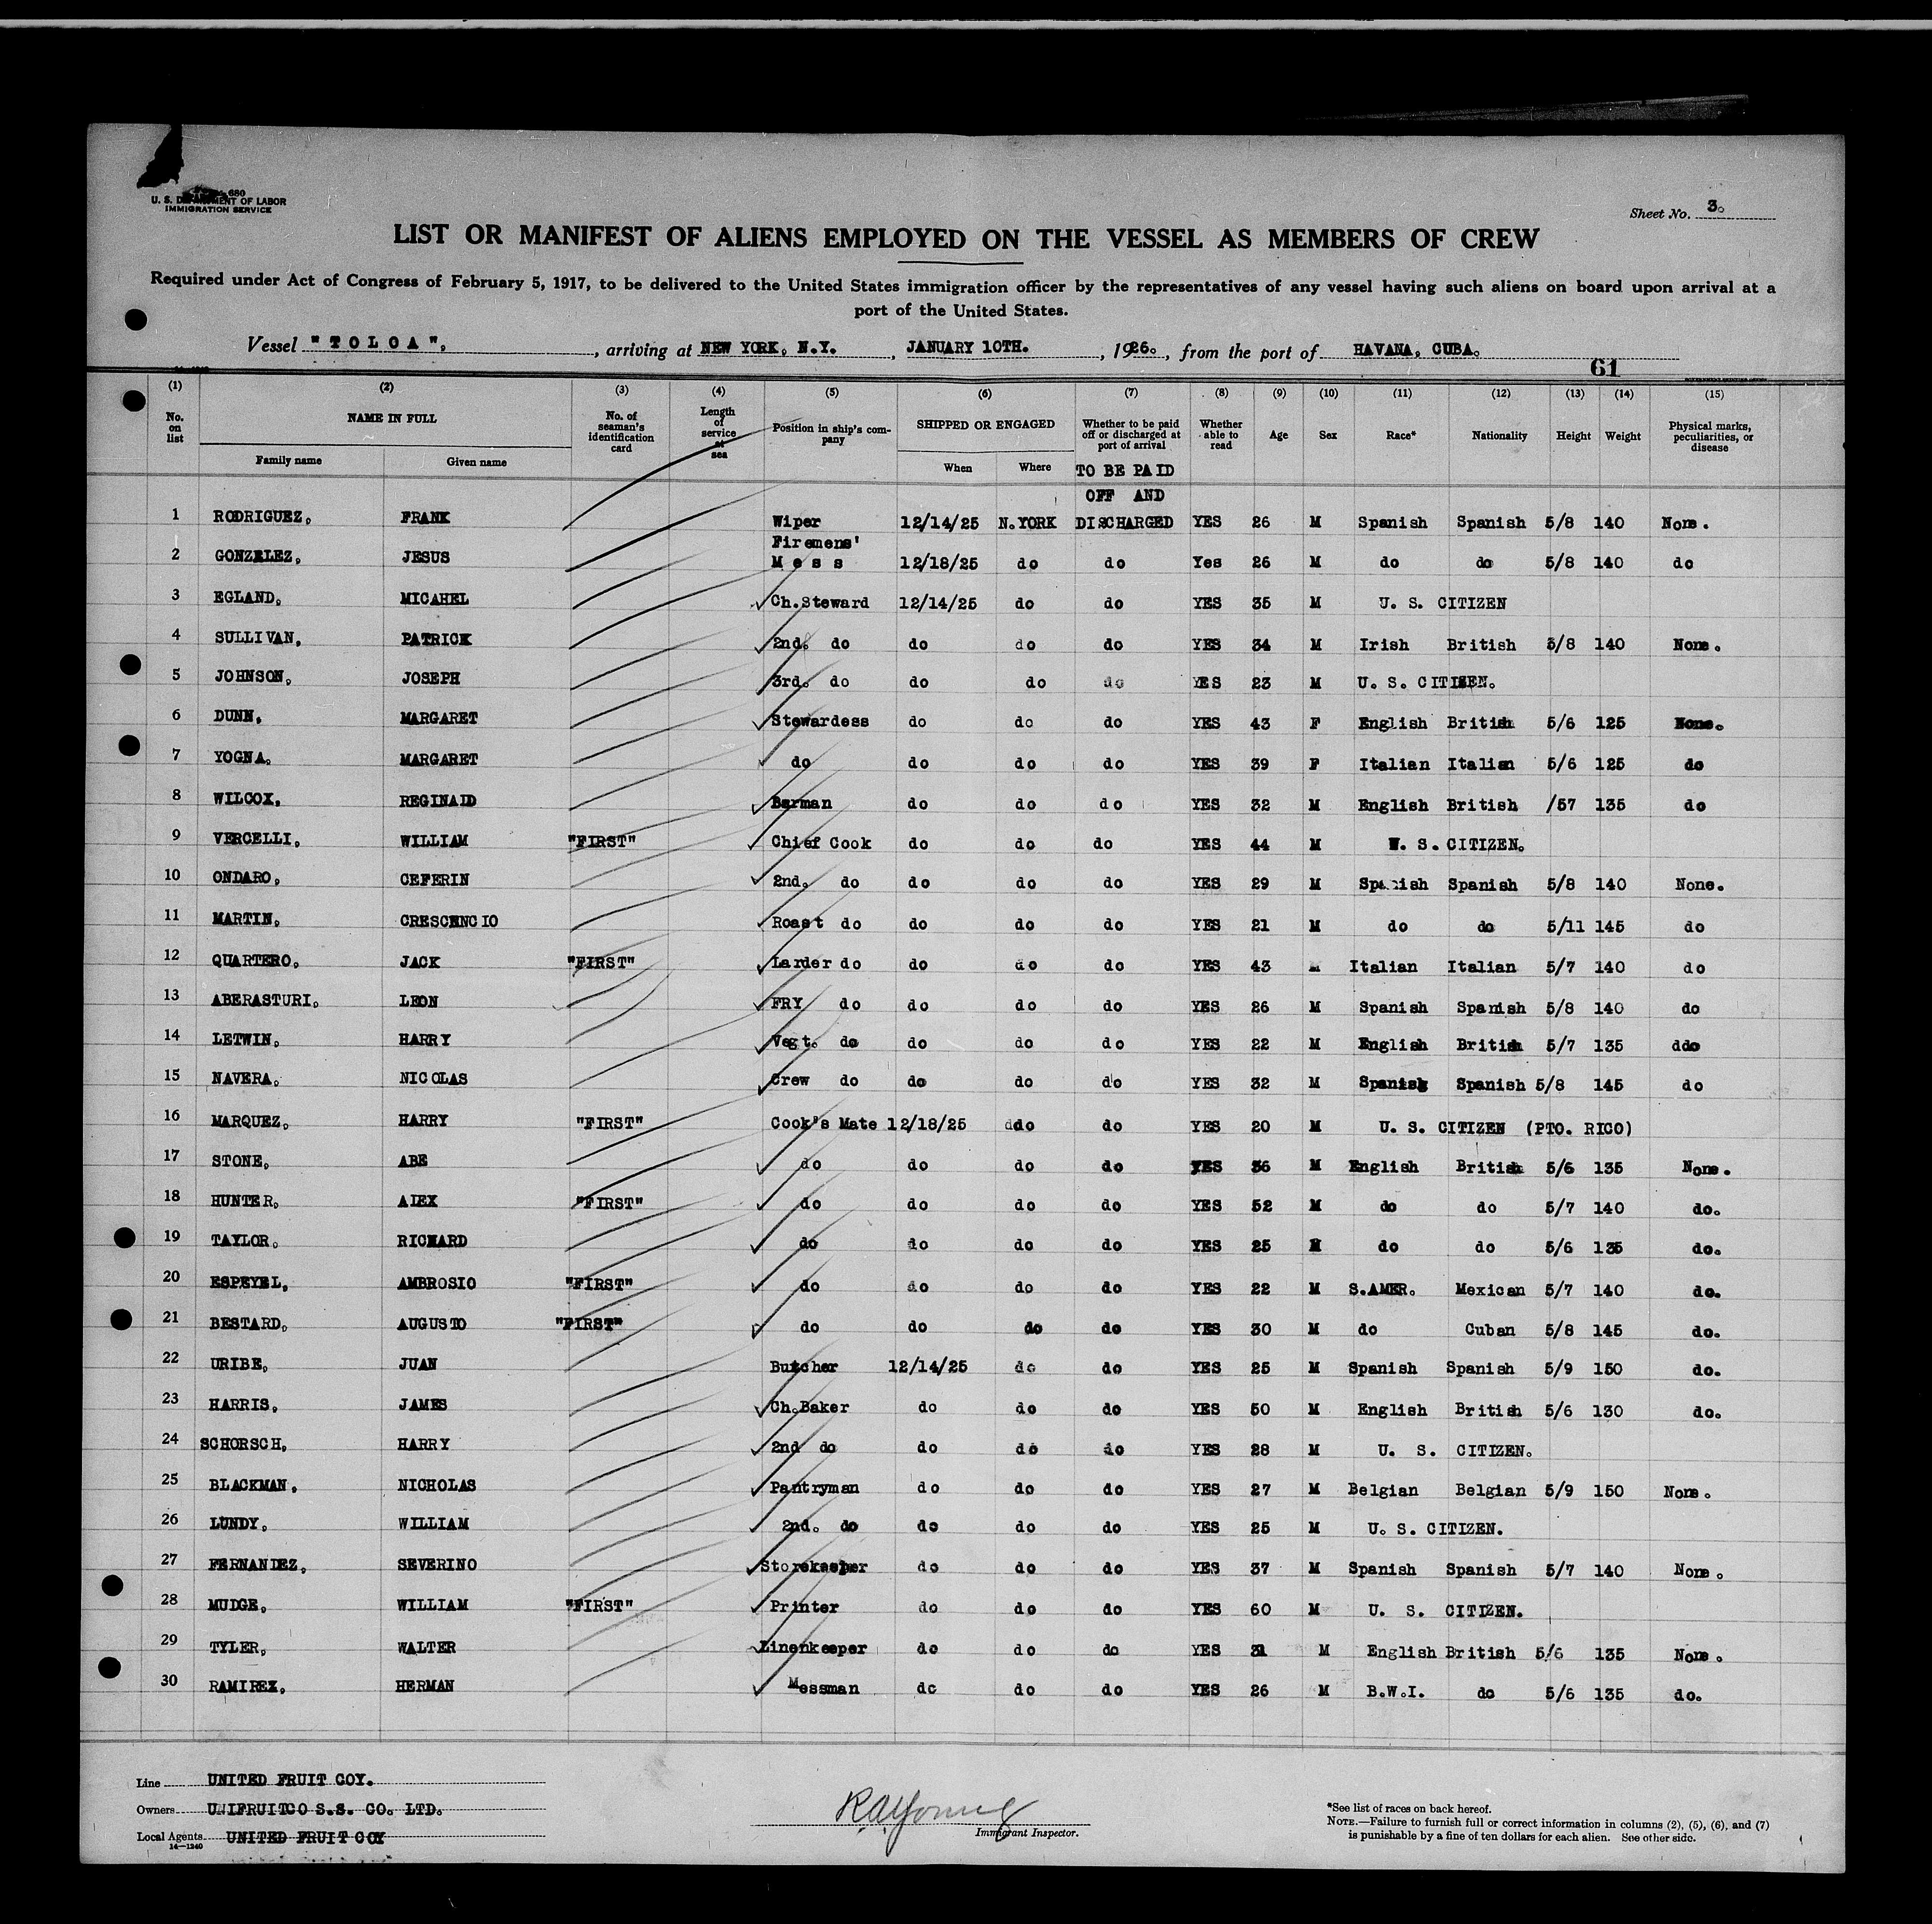 680
U. S. DEPARTMENT OF LABOR
IMMIGRATION SERVICE
Sheet No. 3.
LIST OR MANIFEST OF ALIENS EMPLOYED ON THE VESSEL AS MEMBERS OF CREW
Required under Act of Congress of February 5, 1917, to be delivered to the United States immigration officer by the representatives of any vessel having such aliens on board upon arrival at a
port of the United States.
Vessel "TOLOA", , arriving at NEW YORK, N.Y. , JANUARY 10TH. , 1926. , from the port of HAVANA, CUBA.
61
(1) (2) (3) (4) (5) (6) (7) (8) (9) (10) (11) (12) (13) (14) (15)
No. on list NAME IN FULL Family name Given name No. of seaman's identification card Length of service at sea Position in ship's company SHIPPED OR ENGAGED When Where Whether to be paid off or discharged at port of arrival Whether able to read Age Sex Race* Nationality Height Weight Physical marks, peculiarities, or disease
TO BE PAID
OFF AND
1 RODRIGUEZ, FRANK Wiper 12/14/25 N.YORK DISCHARGED YES 26 M Spanish Spanish 5/8 140 None.
2 GONZELEZ, JESUS Firemens' Mess 12/18/25 do do Yes 26 M do do 5/8 140 do
3 EGLAND, MICAHEL Ch.Steward 12/14/25 do do YES 35 M U. S. CITIZEN
4 SULLIVAN, PATRICK 2nd. do do do do YES 34 M Irish British 5/8 140 None.
5 JOHNSON, JOSEPH 3rd. do do do do YES 23 M U. S. CITIZEN.
6 DUNN, MARGARET Stewardess do do do YES 43 F English British 5/6 125 None.
7 YOGNA, MARGARET do do do do YES 39 F Italian Italian 5/6 125 do
8 WILCOX, REGINALD Barman do do do YES 32 M English British /57 135 do
9 VERCELLI, WILLIAM "FIRST" Chief Cook do do do YES 44 M U. S. CITIZEN.
10 ONDARO, CEFERIN 2nd. do do do do YES 29 M Spanish Spanish 5/8 140 None.
11 MARTIN, CRESCENCIO Roast do do do do YES 21 M do do 5/11 145 do
12 QUARTERO, JACK "FIRST" Larder do do do do YES 43 M Italian Italian 5/7 140 do
13 ABERASTURI, LEON FRY do do do do YES 26 M Spanish Spanish 5/8 140 do
14 LETWIN, HARRY Vegt. do do do do YES 22 M English British 5/7 135 ddo
15 NAVERA, NICOLAS Crew do do do do YES 32 M Spanish Spanish 5/8 145 do
16 MARQUEZ, HARRY "FIRST" Cook's Mate 12/18/25 ddo do YES 20 M U. S. CITIZEN (PTO. RICO)
17 STONE, ABE do do do do YES 36 M English British 5/6 135 None.
18 HUNTER, ALEX "FIRST" do do do do YES 52 M do do 5/7 140 do.
19 TAYLOR, RICHARD do do do do YES 25 M do do 5/6 135 do.
20 ESPEYEL, AMBROSIO "FIRST" do do do do YES 22 M S.AMER. Mexican 5/7 140 do.
21 BESTARD, AUGUSTO "FIRST" do do do do YES 30 M do Cuban 5/8 145 do.
22 URIBE, JUAN Butcher 12/14/25 do do YES 25 M Spanish Spanish 5/9 150 do.
23 HARRIS, JAMES Ch.Baker do do do YES 50 M English British 5/6 130 do.
24 SCHORSCH, HARRY 2nd do do do do YES 28 M U. S. CITIZEN.
25 BLACKMAN, NICHOLAS Pantryman do do do YES 27 M Belgian Belgian 5/9 150 None.
26 LUNDY, WILLIAM 2nd. do do do do YES 25 M U. S. CITIZEN.
27 FERNANDEZ, SEVERINO Storekeeper do do do YES 37 M Spanish Spanish 5/7 140 None.
28 MUDGE, WILLIAM "FIRST" Printer do do do YES 60 M U. S. CITIZEN.
29 TYLER, WALTER Linenkeeper do do do YES 31 M English British 5/6 135 None.
30 RAMIREZ, HERMAN Messman do do do YES 26 M B.W.I. do 5/6 135 do.
Line UNITED FRUIT COY.
Owners UNIFRUITCO S.S. CO. LTD.
Local Agents UNITED FRUIT COY
14—1240
R.A.Young
Immigrant Inspector.
*See list of races on back hereof.
NOTE.—Failure to furnish full or correct information in columns (2), (5), (6), and (7)
is punishable by a fine of ten dollars for each alien. See other side.